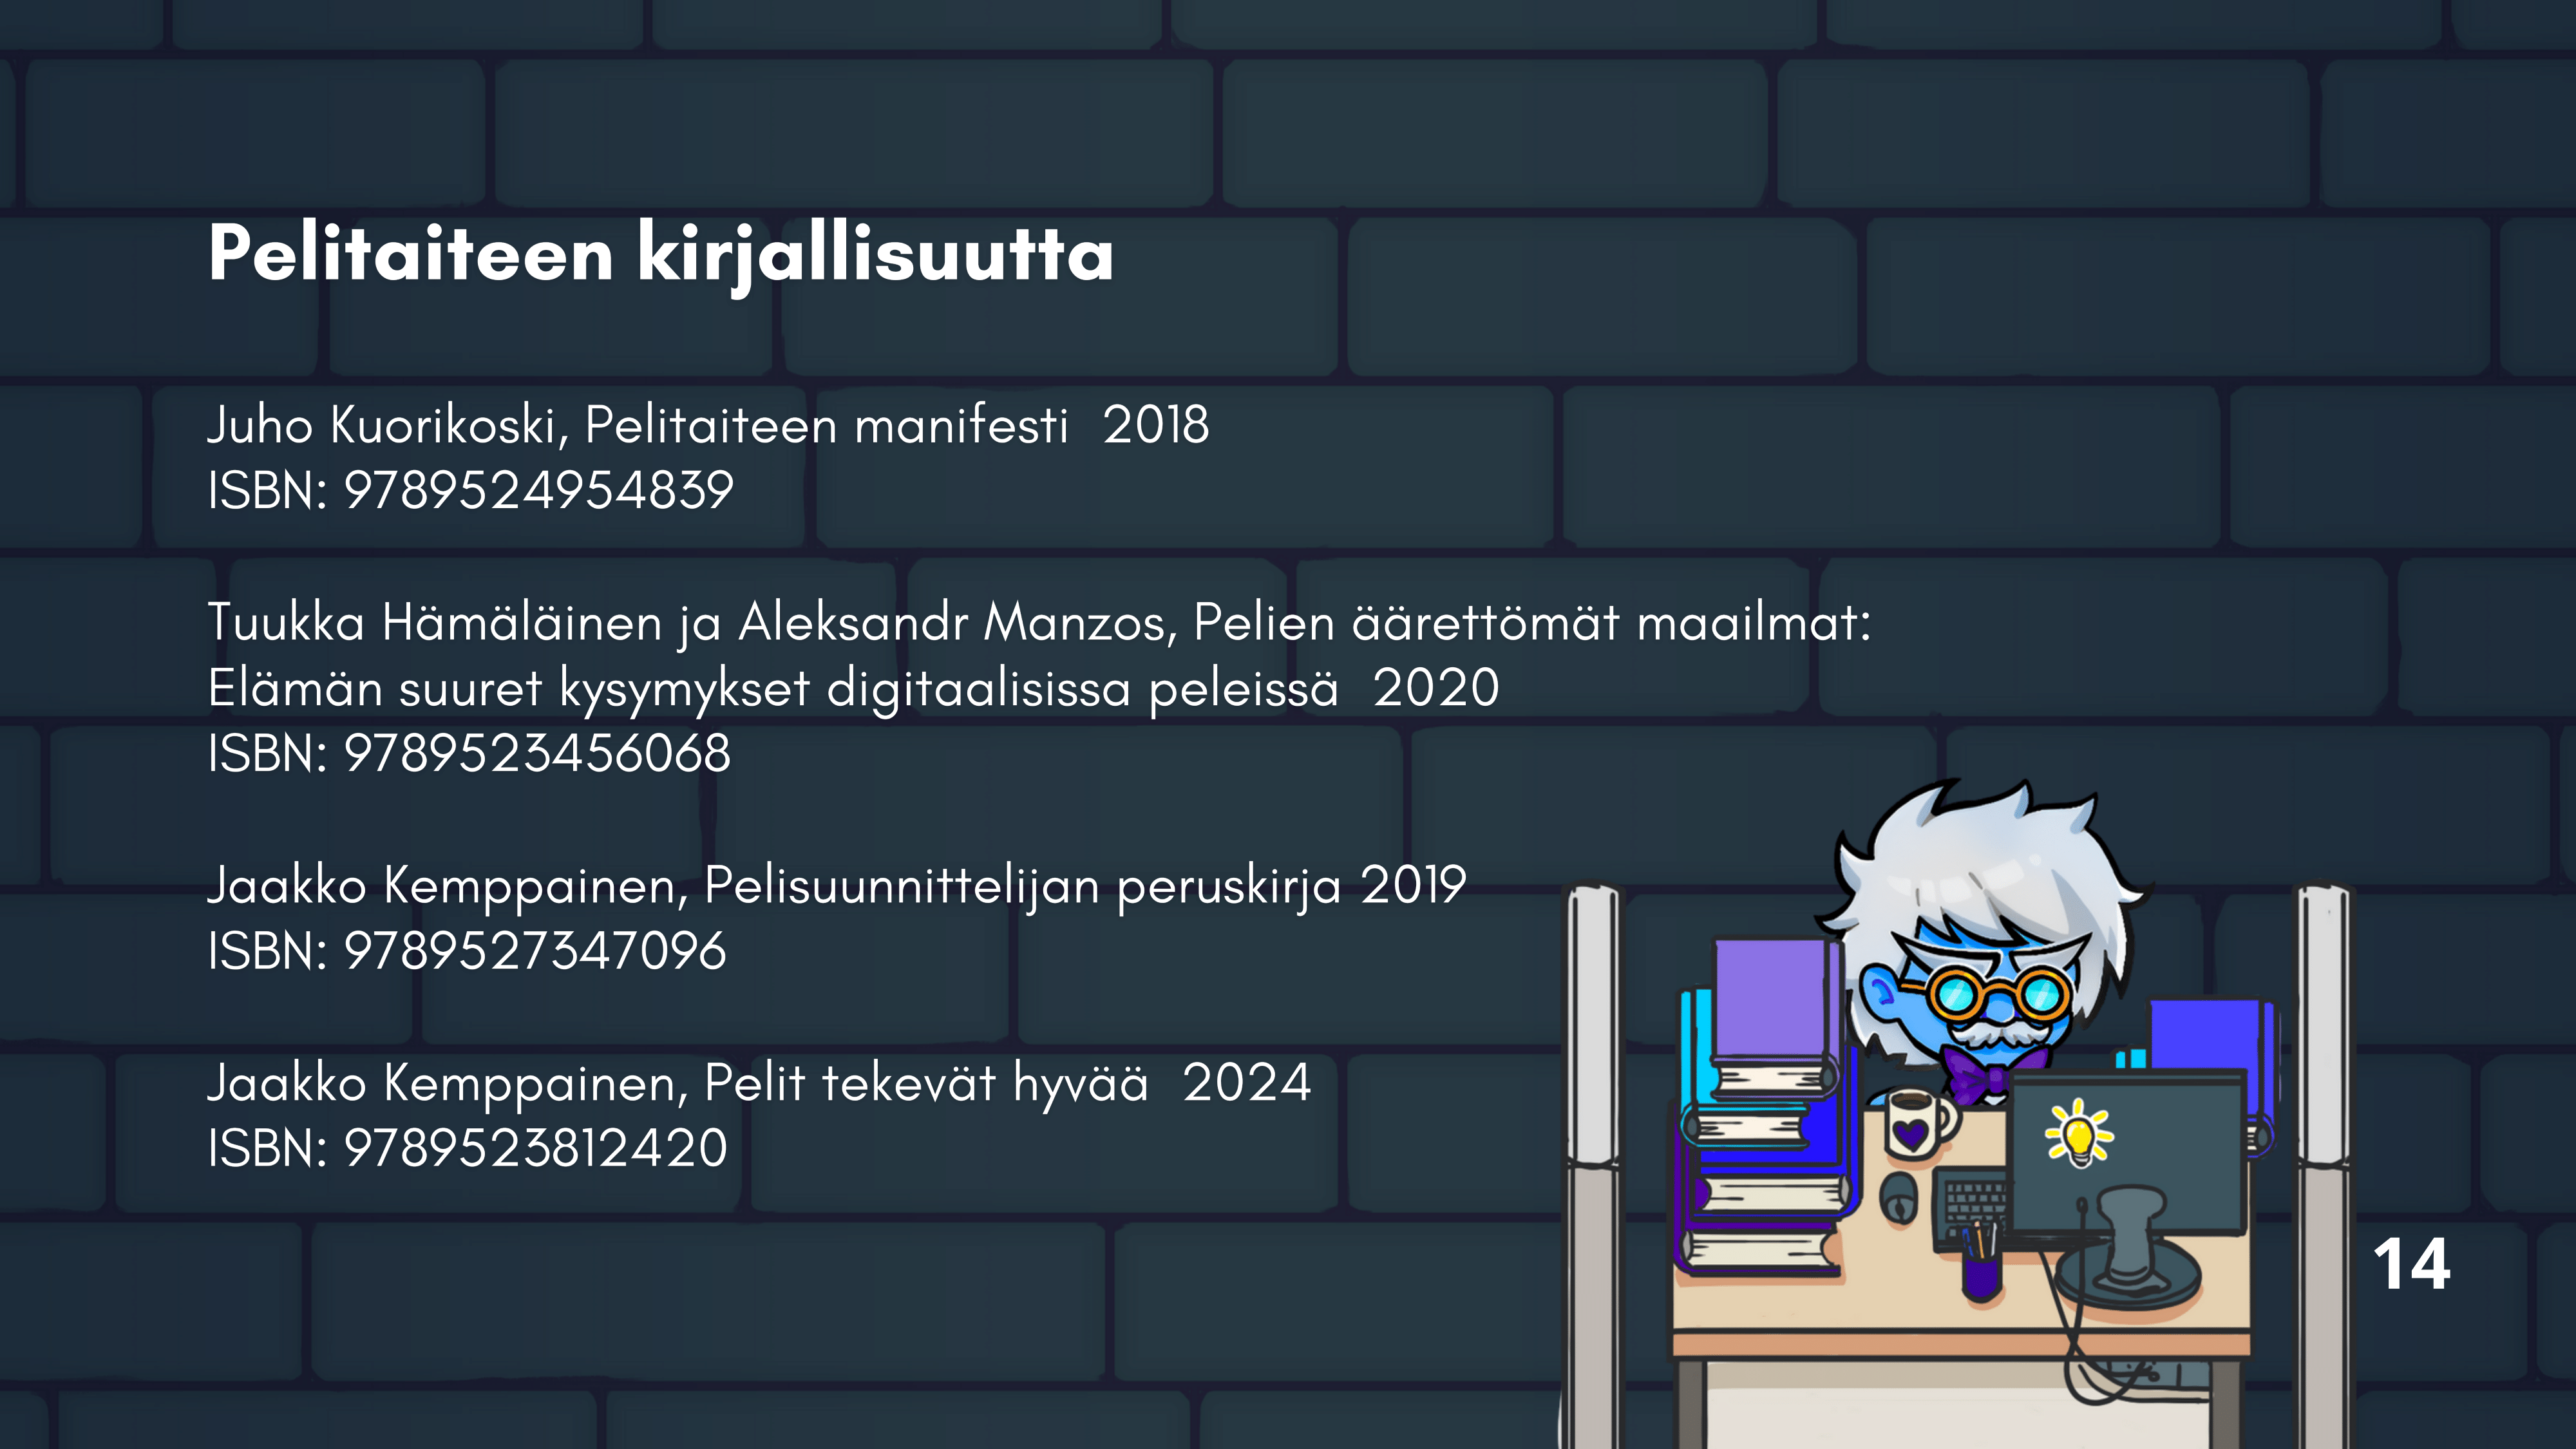 Pelitaiteen kirjallisuutta
Juho Kuorikoski, Pelitaiteen manifesti  2018
ISBN: 9789524954839
Tuukka Hämäläinen ja Aleksandr Manzos, Pelien äärettömät maailmat:
Elämän suuret kysymykset digitaalisissa peleissä  2020
ISBN: 9789523456068
Jaakko Kemppainen, Pelisuunnittelijan peruskirja 2019
ISBN: 9789527347096
Jaakko Kemppainen, Pelit tekevät hyvää  2024
ISBN: 9789523812420
14